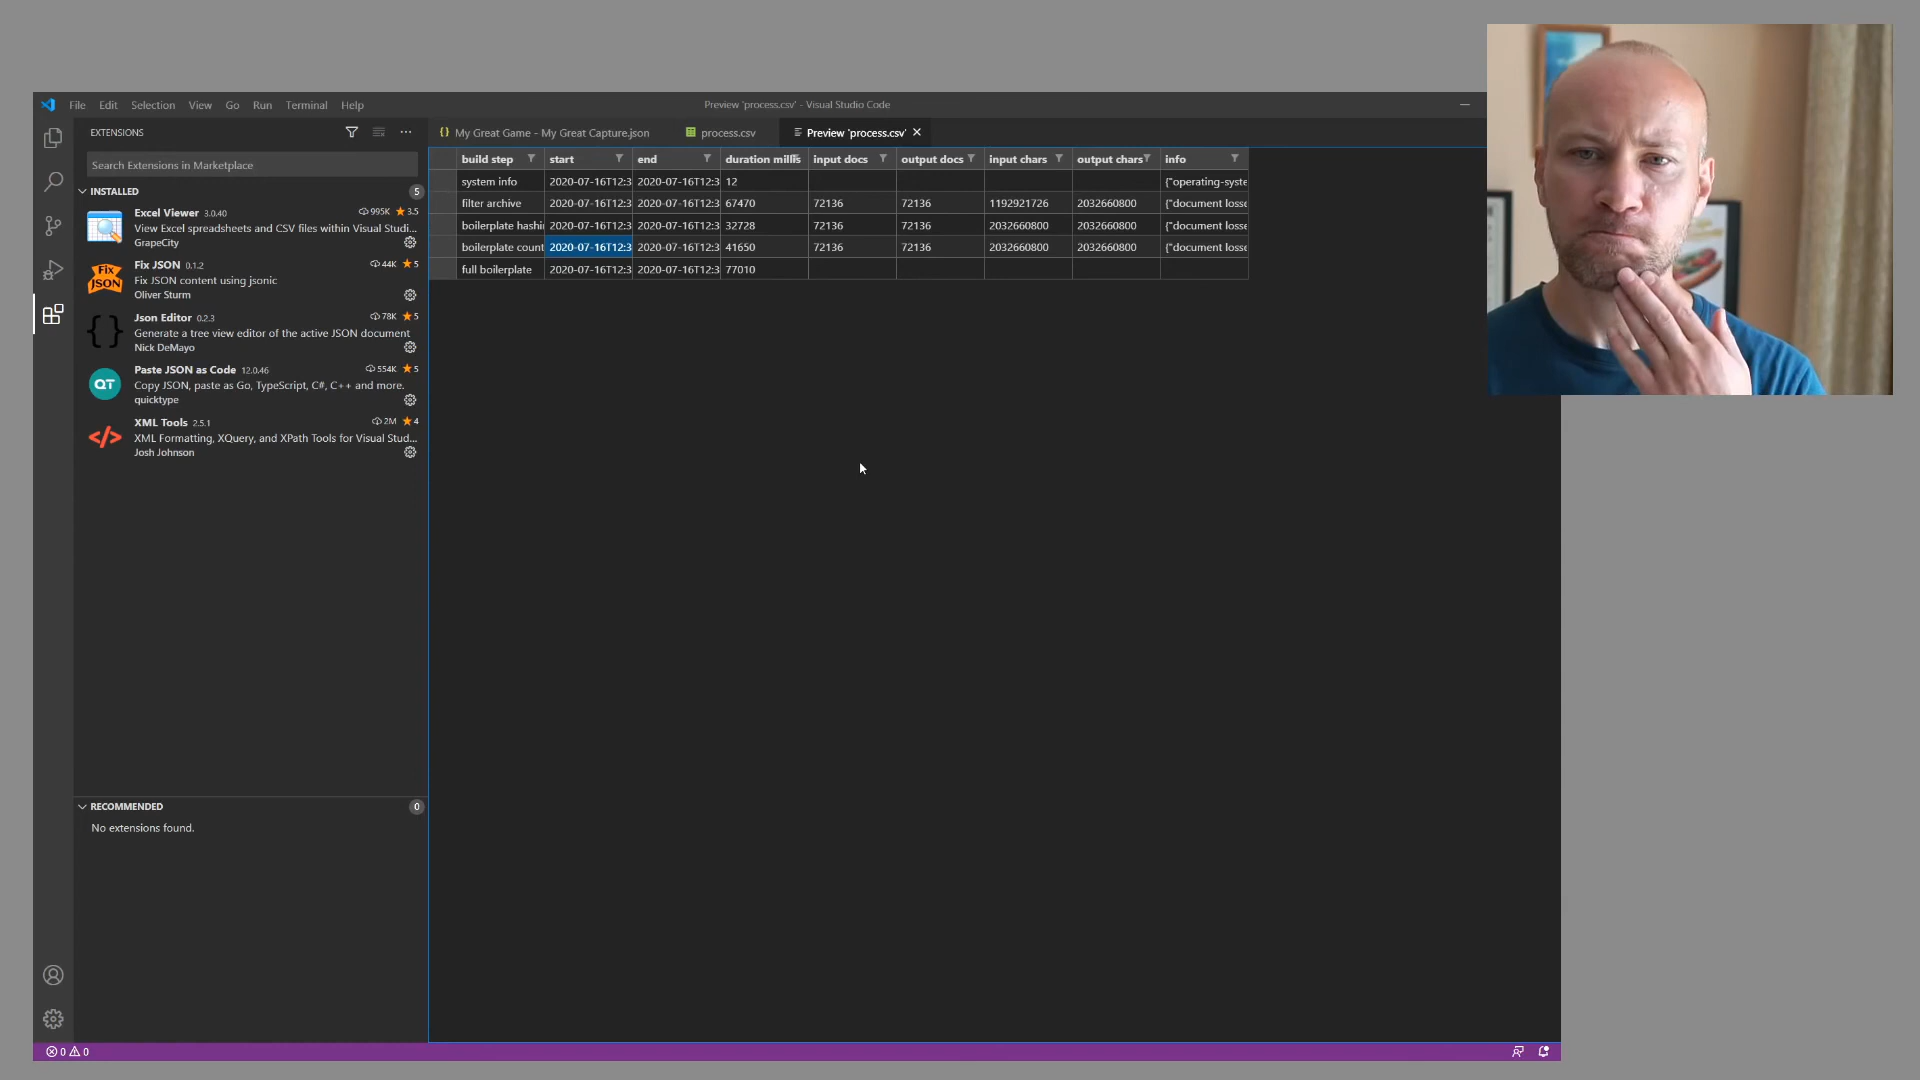 File Edit Selection View Go Run Terminal Help
Preview 'process.csv' - Visual Studio Code
EXTENSIONS
Search Extensions in Marketplace
INSTALLED 5
Excel Viewer 3.0.40 995K 3.5
View Excel spreadsheets and CSV files within Visual Studi...
GrapeCity
Fix JSON 0.1.2 44K 5
Fix JSON content using jsonic
Oliver Sturm
Json Editor 0.2.3 78K 5
Generate a tree view editor of the active JSON document
Nick DeMayo
Paste JSON as Code 12.0.46 554K 5
Copy JSON, paste as Go, TypeScript, C#, C++ and more.
quicktype
XML Tools 2.5.1 2M 4
XML Formatting, XQuery, and XPath Tools for Visual Stud...
Josh Johnson
Fix
JSON
QT
RECOMMENDED 0
No extensions found.
My Great Game - My Great Capture.json process.csv Preview 'process.csv'
build step start end duration millis input docs output docs input chars output chars info
system info 2020-07-16T12:3 2020-07-16T12:3 12 {"operating-syste
filter archive 2020-07-16T12:3 2020-07-16T12:3 67470 72136 72136 1192921726 2032660800 {"document losse
boilerplate hashi 2020-07-16T12:3 2020-07-16T12:3 32728 72136 72136 2032660800 2032660800 {"document losse
boilerplate count 2020-07-16T12:3 2020-07-16T12:3 41650 72136 72136 2032660800 2032660800 {"document losse
full boilerplate 2020-07-16T12:3 2020-07-16T12:3 77010
0 0